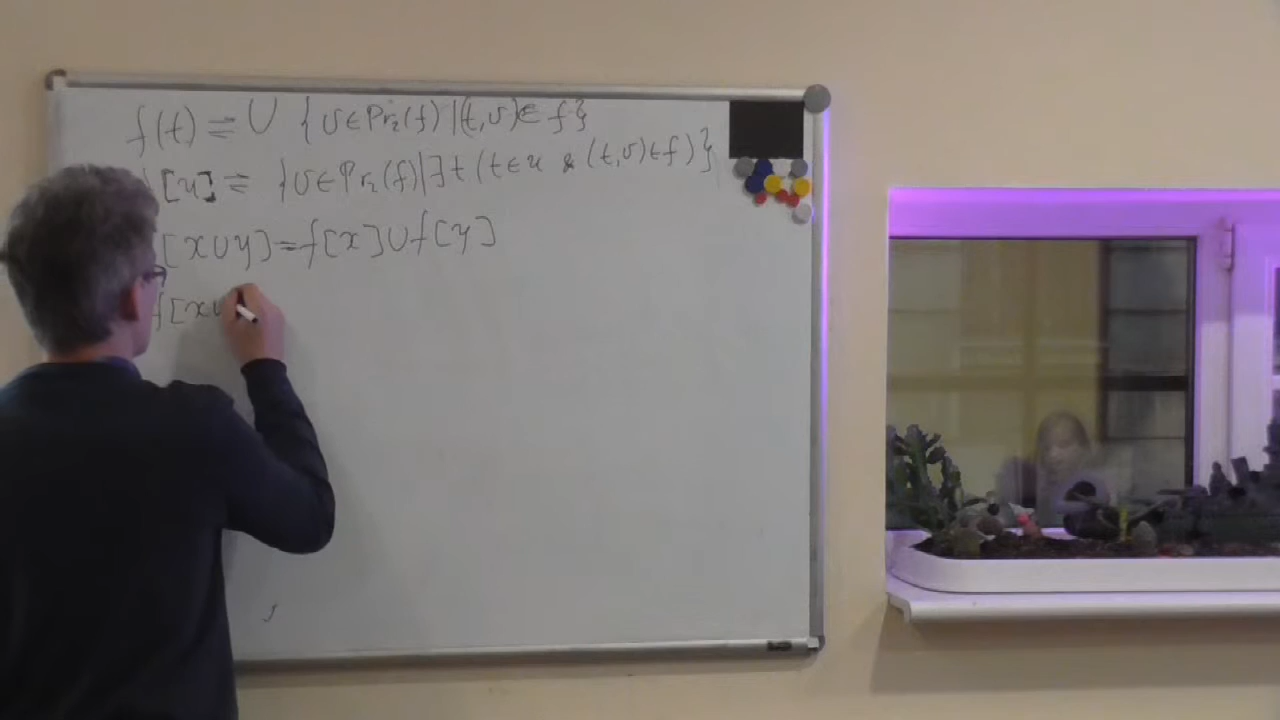 f(t) ⇌ ∪ {v∈Pr₂(f)|(t,v)∈f}
[u] ⇌ {v∈Pr₂(f)|∃t(t∈u & (t,v)∈f)}
[x∪y]=f[x]∪f[y]
f[x∪